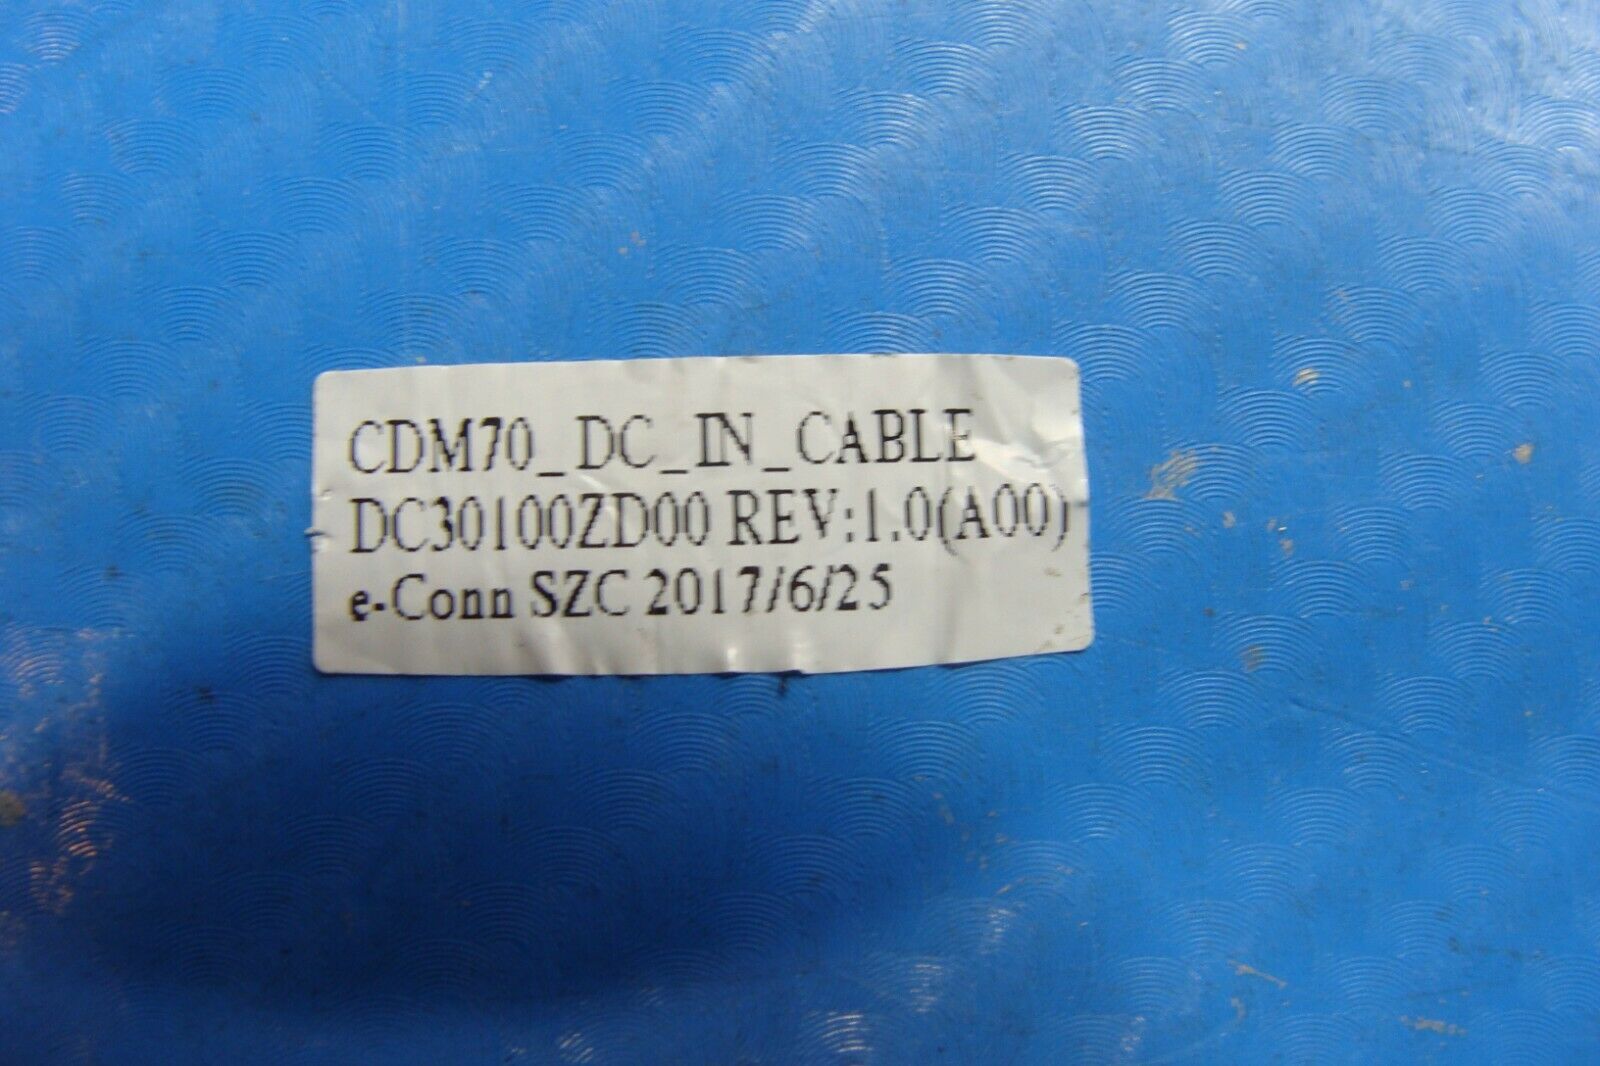 CDM70_DC_IN_CABLE
DC30100ZD00 REV:1.0(A00)
e-Conn SZC 2017/6/25